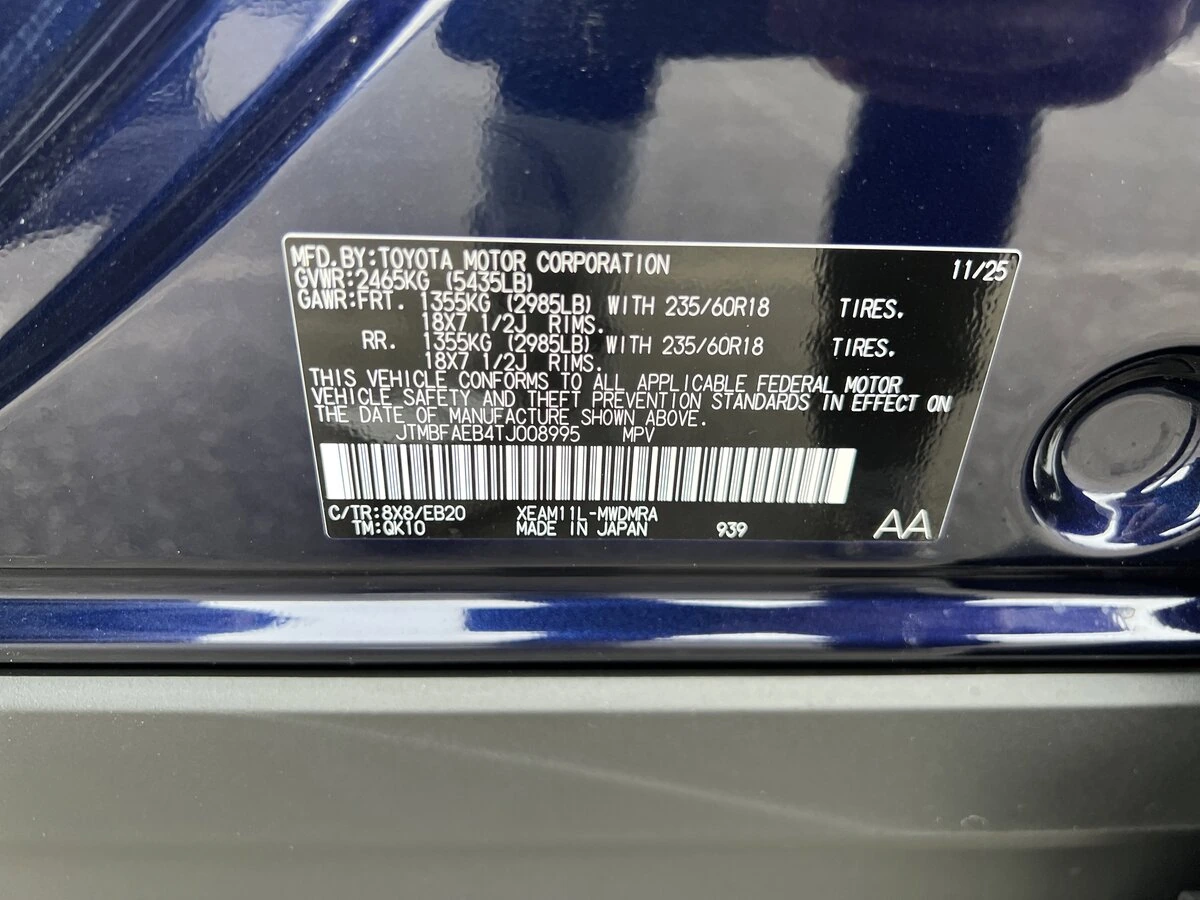 MFD.BY:TOYOTA MOTOR CORPORATION 11/25
GVWR:2465KG (5435LB)
GAWR:FRT. 1355KG (2985LB) WITH 235/60R18 TIRES.
18X7 1/2J RIMS.
RR. 1355KG (2985LB) WITH 235/60R18 TIRES.
18X7 1/2J RIMS.
THIS VEHICLE CONFORMS TO ALL APPLICABLE FEDERAL MOTOR
VEHICLE SAFETY AND THEFT PREVENTION STANDARDS IN EFFECT ON
THE DATE OF MANUFACTURE SHOWN ABOVE.
JTMBFAEB4TJ008995 MPV
C/TR:8X8/EB20 XEAM11L-MWDMRA
TM:QK10 MADE IN JAPAN 939 AA